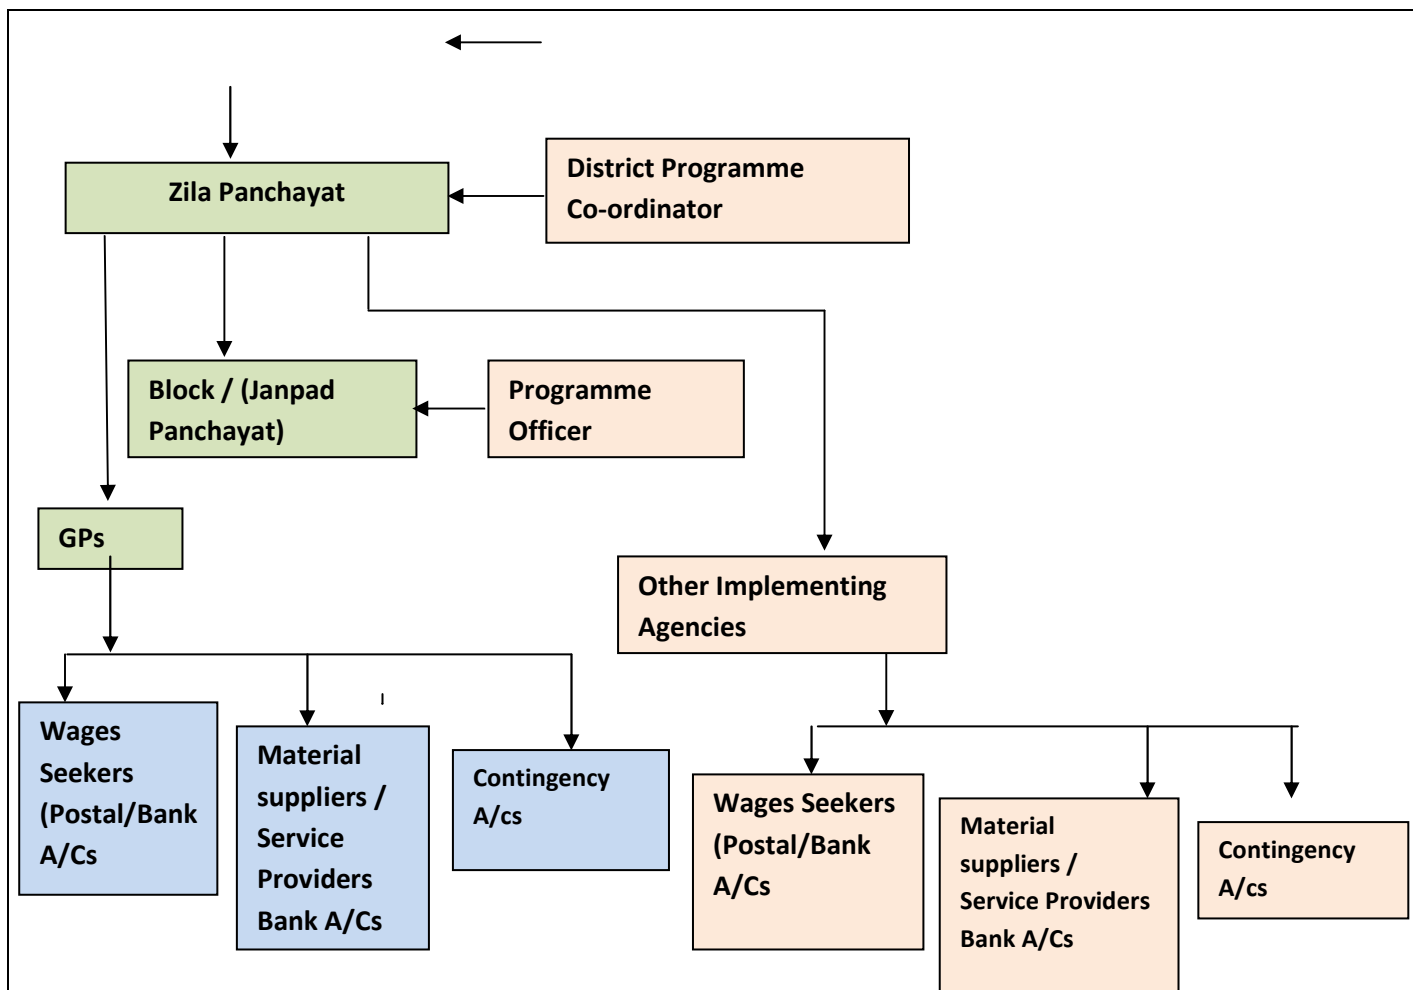 Zila Panchayat
District Programme
Co-ordinator
Block / (Janpad
Panchayat)
Programme
Officer
GPs
Other Implementing
Agencies
Wages
Seekers
(Postal/Bank
A/Cs
Material
suppliers /
Service
Providers
Bank A/Cs
Contingency
A/cs
Wages Seekers
(Postal/Bank
A/Cs
Material
suppliers /
Service Providers
Bank A/Cs
Contingency
A/cs